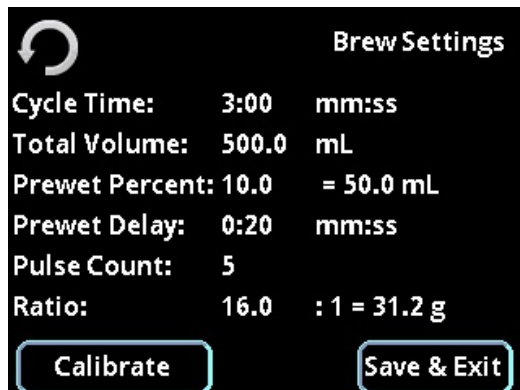 Brew Settings
Cycle Time: 3:00 mm:ss
Total Volume: 500.0 mL
Prewet Percent: 10.0 = 50.0 mL
Prewet Delay: 0:20 mm:ss
Pulse Count: 5
Ratio: 16.0 : 1 = 31.2 g
Calibrate Save & Exit